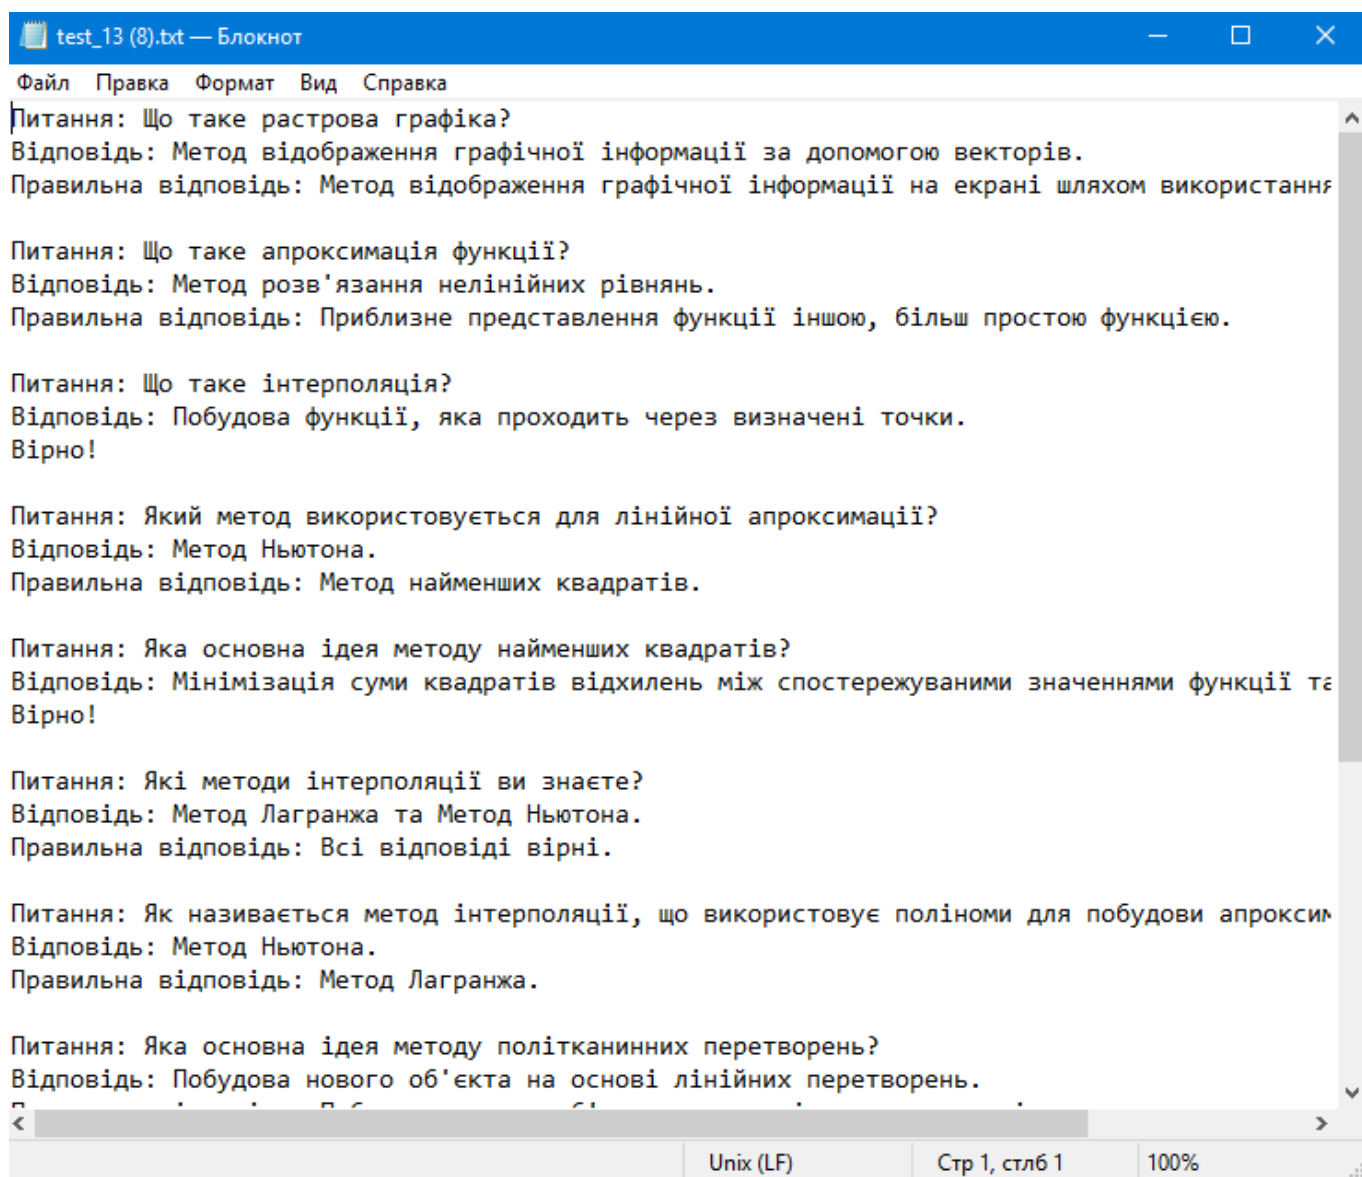 test_13 (8).txt — Блокнот
Файл Правка Формат Вид Справка
Питання: Що таке растрова графіка?
Відповідь: Метод відображення графічної інформації за допомогою векторів.
Правильна відповідь: Метод відображення графічної інформації на екрані шляхом використання
Питання: Що таке апроксимація функції?
Відповідь: Метод розв'язання нелінійних рівнянь.
Правильна відповідь: Приблизне представлення функції іншою, більш простою функцією.
Питання: Що таке інтерполяція?
Відповідь: Побудова функції, яка проходить через визначені точки.
Вірно!
Питання: Який метод використовується для лінійної апроксимації?
Відповідь: Метод Ньютона.
Правильна відповідь: Метод найменших квадратів.
Питання: Яка основна ідея методу найменших квадратів?
Відповідь: Мінімізація суми квадратів відхилень між спостережуваними значеннями функції та
Вірно!
Питання: Які методи інтерполяції ви знаєте?
Відповідь: Метод Лагранжа та Метод Ньютона.
Правильна відповідь: Всі відповіді вірні.
Питання: Як називається метод інтерполяції, що використовує поліноми для побудови апроксим
Відповідь: Метод Ньютона.
Правильна відповідь: Метод Лагранжа.
Питання: Яка основна ідея методу політканинних перетворень?
Відповідь: Побудова нового об'єкта на основі лінійних перетворень.
Unix (LF) Стр 1, стлб 1 100%